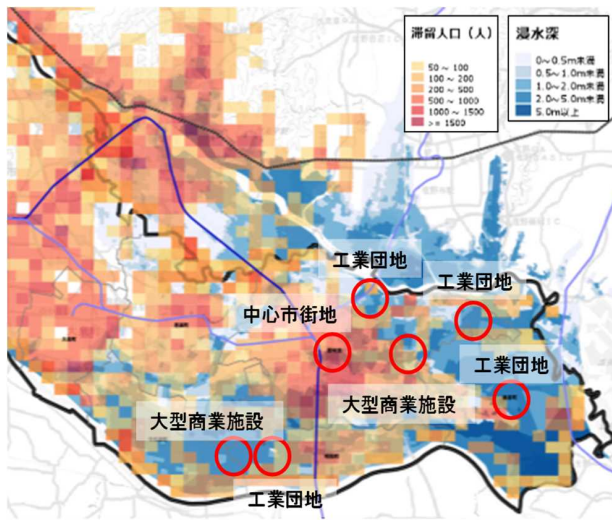 滞留人口（人）
50 ～ 100
100 ～ 200
200 ～ 500
500 ～ 1000
1000 ～ 1500
>= 1500
浸水深
0～0.5m未満
0.5～1.0m未満
1.0～2.0m未満
2.0～5.0m未満
5.0m以上
工業団地
工業団地
中心市街地
工業団地
大型商業施設
大型商業施設
工業団地